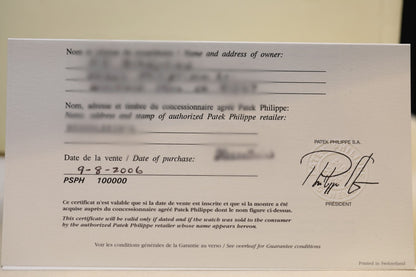 Nom et adresse du propriétaire / Name and address of owner:
Nom, adresse et timbre du concessionnaire agréé Patek Philippe:
Name, address and stamp of authorized Patek Philippe retailer:
Date de la vente / Date of purchase:
9-8-2006
PSPH 100000
PATEK PHILIPPE S.A.
PRÉSIDENT
Ce certificat n'est valable que si la date de vente est inscrite et que si la montre a été
acquise auprès du concessionnaire agréé Patek Philippe dont le nom figure ci-dessus.
This certificate will be valid only if dated and if the watch was sold to the consumer
by the authorized Patek Philippe retailer whose name appears hereon.
Voir les conditions générales de la Garantie au verso / See overleaf for Guarantee conditions
Printed in Switzerland